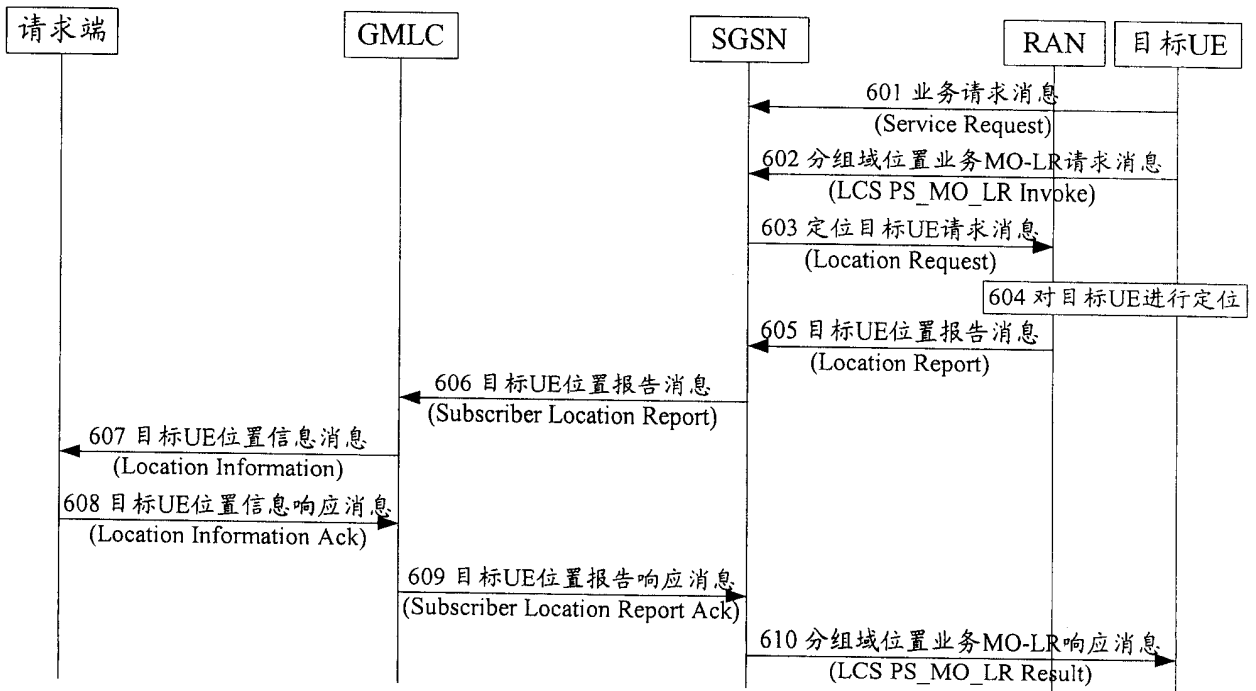 请求端
GMLC
SGSN
RAN
目标UE
601 业务请求消息
(Service Request)
602 分组域位置业务MO-LR请求消息
(LCS PS_MO_LR Invoke)
603 定位目标UE请求消息
(Location Request)
604 对目标UE进行定位
605 目标UE位置报告消息
(Location Report)
606 目标UE位置报告消息
(Subscriber Location Report)
607 目标UE位置信息消息
(Location Information)
608 目标UE位置信息响应消息
(Location Information Ack)
609 目标UE位置报告响应消息
(Subscriber Location Report Ack)
610 分组域位置业务MO-LR响应消息
(LCS PS_MO_LR Result)